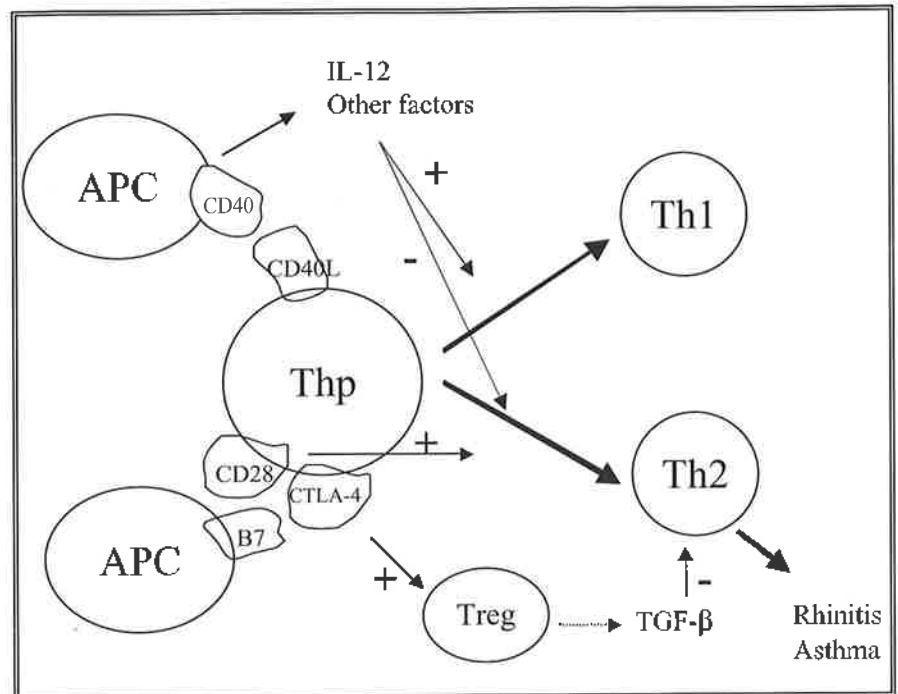 IL-12
Other factors
APC
CD40
+
Th1
-
CD40L
Thp
+
CD28
CTLA-4
Th2
B7
APC
+
-
Treg
TGF-β
Rhinitis
Asthma